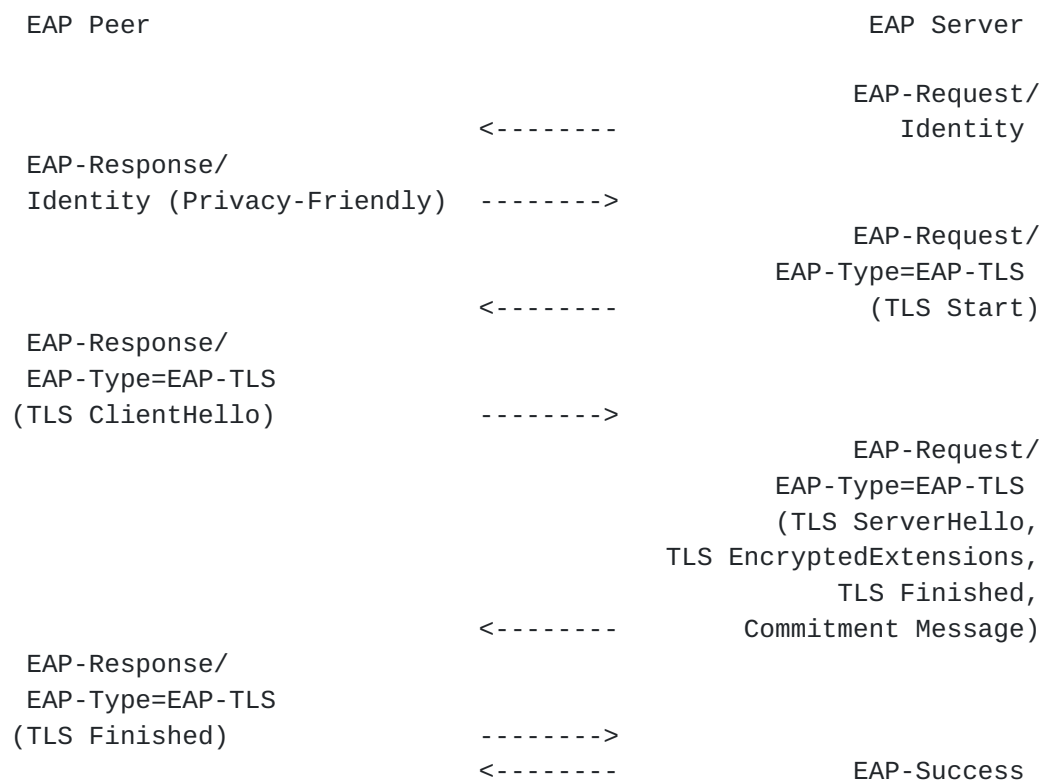 EAP Peer                                              EAP Server

                                                     EAP-Request/
                              <--------                  Identity
 EAP-Response/
 Identity (Privacy-Friendly)  -------->
                                                     EAP-Request/
                                                EAP-Type=EAP-TLS
                              <--------                (TLS Start)
 EAP-Response/
 EAP-Type=EAP-TLS
(TLS ClientHello)             -------->
                                                     EAP-Request/
                                                EAP-Type=EAP-TLS
                                                (TLS ServerHello,
                                         TLS EncryptedExtensions,
                                                    TLS Finished,
                              <--------        Commitment Message)
 EAP-Response/
 EAP-Type=EAP-TLS
(TLS Finished)                -------->
                              <--------               EAP-Success